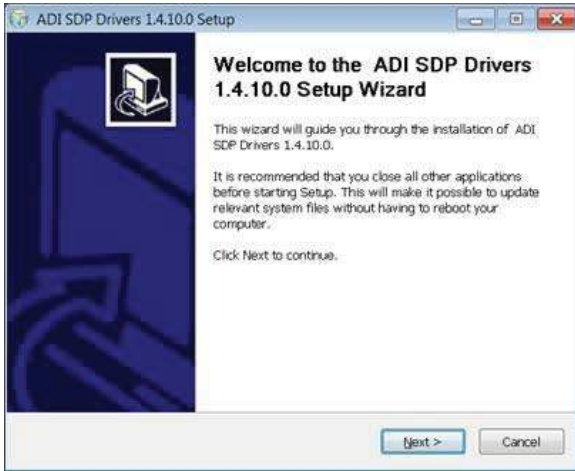 ADI SDP Drivers 1.4.10.0 Setup
Welcome to the ADI SDP Drivers
1.4.10.0 Setup Wizard
This wizard will guide you through the installation of ADI
SDP Drivers 1.4.10.0.
It is recommended that you close all other applications
before starting Setup. This will make it possible to update
relevant system files without having to reboot your
computer.
Click Next to continue.
Next >
Cancel